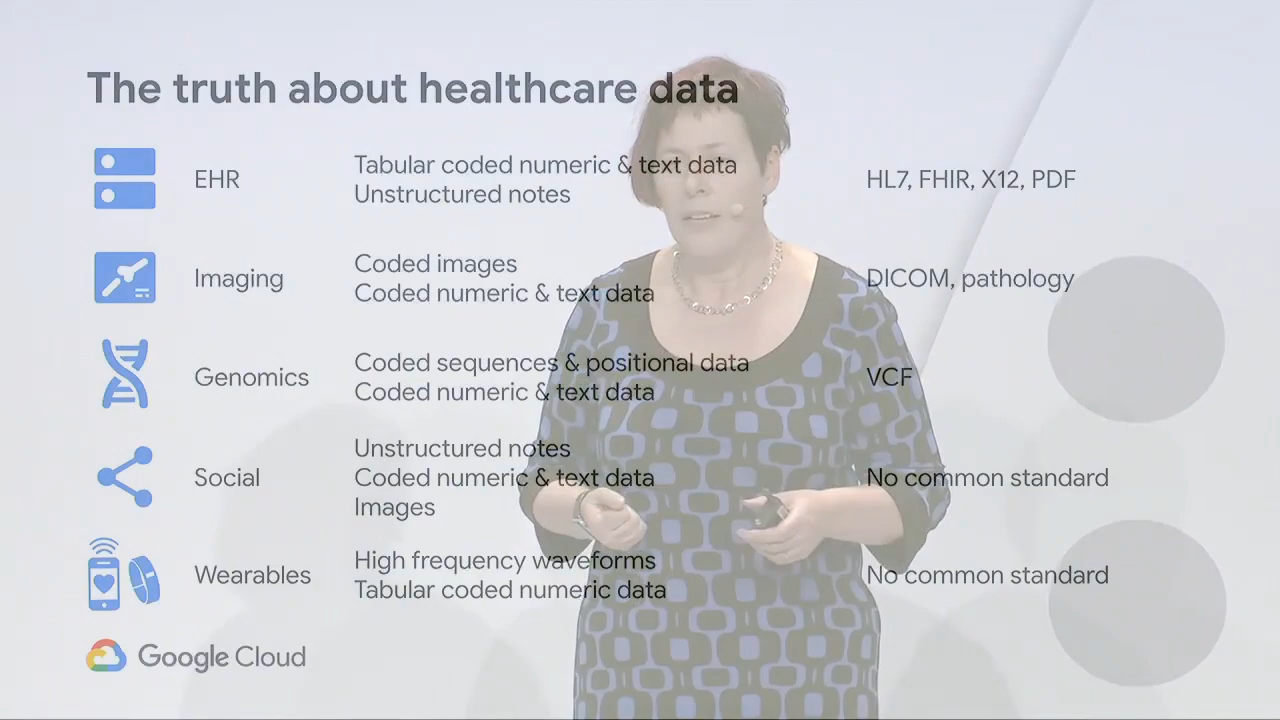 The truth about healthcare data
EHR
Tabular coded numeric & text data
Unstructured notes
HL7, FHIR, X12, PDF
Imaging
Coded images
Coded numeric & text data
DICOM, pathology
Genomics
Coded sequences & positional data
Coded numeric & text data
VCF
Social
Unstructured notes
Coded numeric & text data
Images
No common standard
Wearables
High frequency waveforms
Tabular coded numeric data
No common standard
Google Cloud